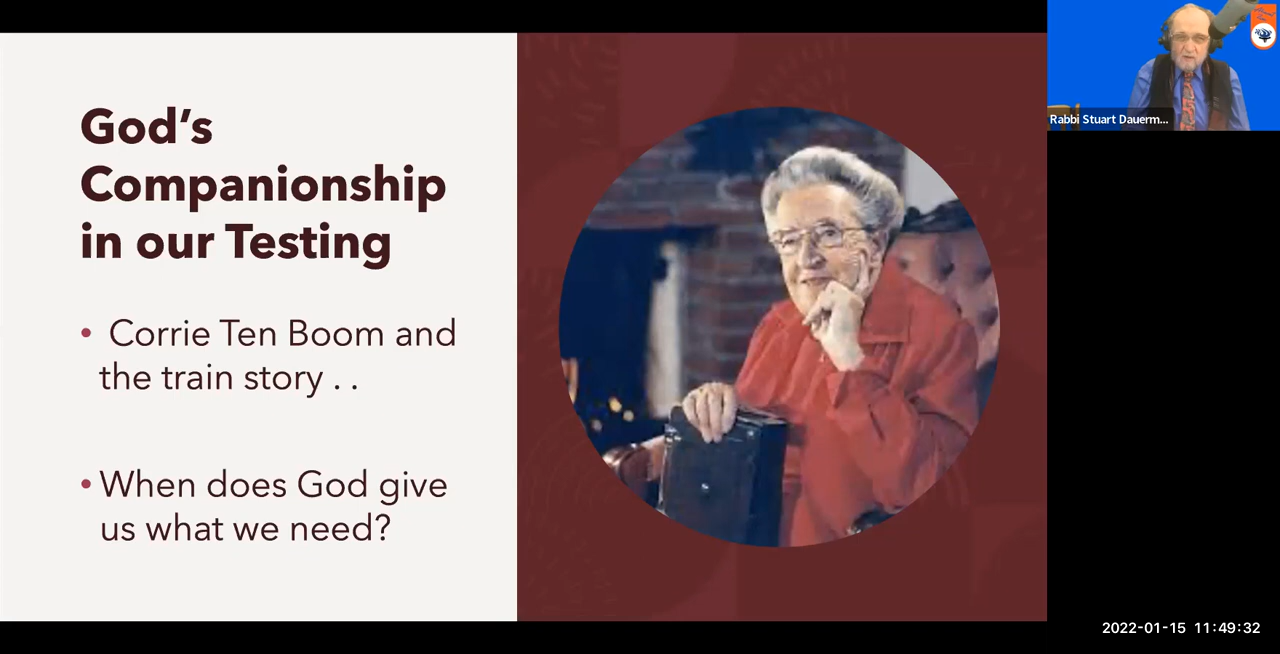 God’s
Companionship
in our Testing
• Corrie Ten Boom and
the train story . .
• When does God give
us what we need?
Rabbi Stuart Dauerm...
2022-01-15 11:49:32